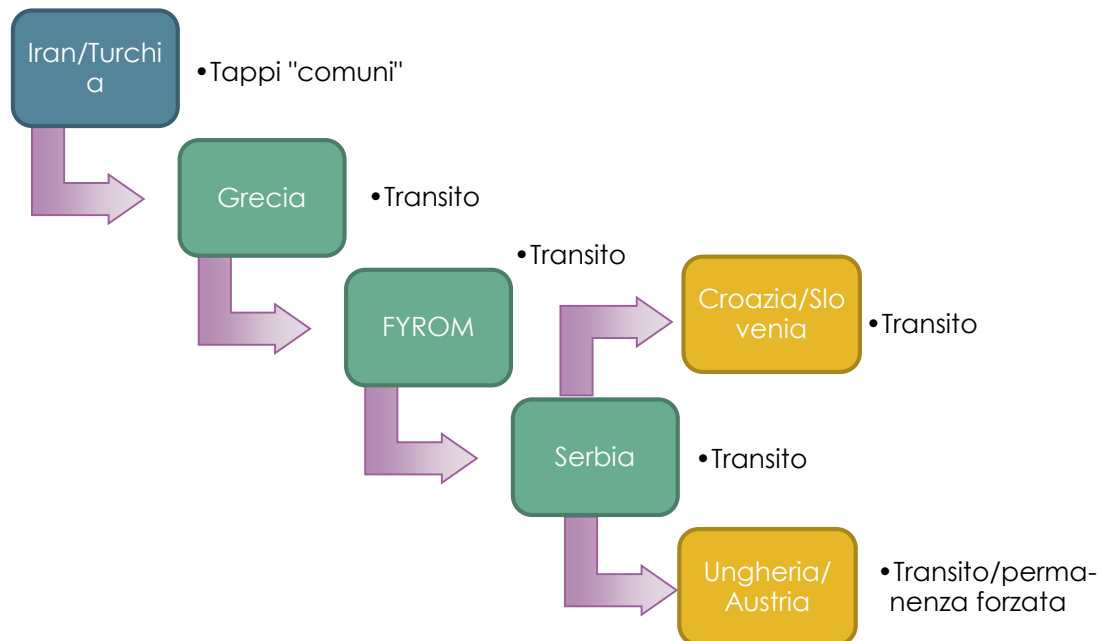 Iran/Turchi
a
•Tappi "comuni"
Grecia
•Transito
FYROM
•Transito
Croazia/Slo
venia
•Transito
Serbia
•Transito
Ungheria/
Austria
•Transito/perma-
nenza forzata